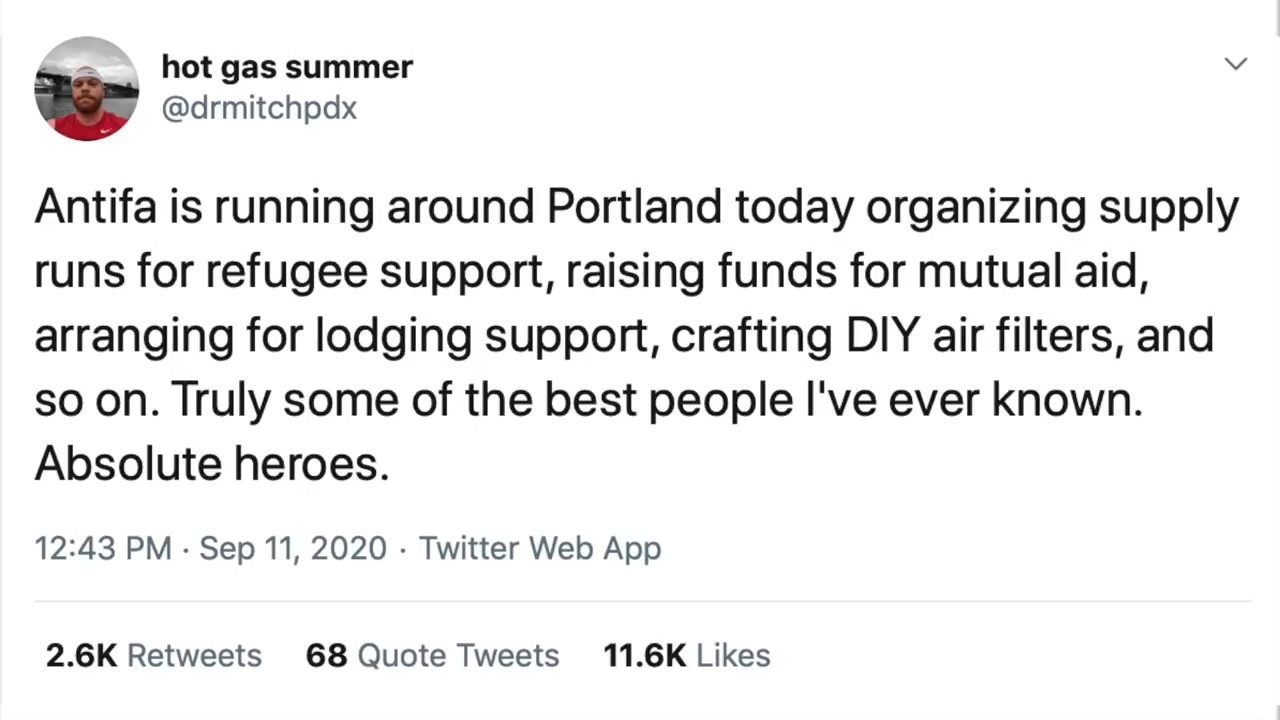 hot gas summer
@drmitchpdx
Antifa is running around Portland today organizing supply
runs for refugee support, raising funds for mutual aid,
arranging for lodging support, crafting DIY air filters, and
so on. Truly some of the best people I've ever known.
Absolute heroes.
12:43 PM · Sep 11, 2020 · Twitter Web App
2.6K Retweets 68 Quote Tweets 11.6K Likes